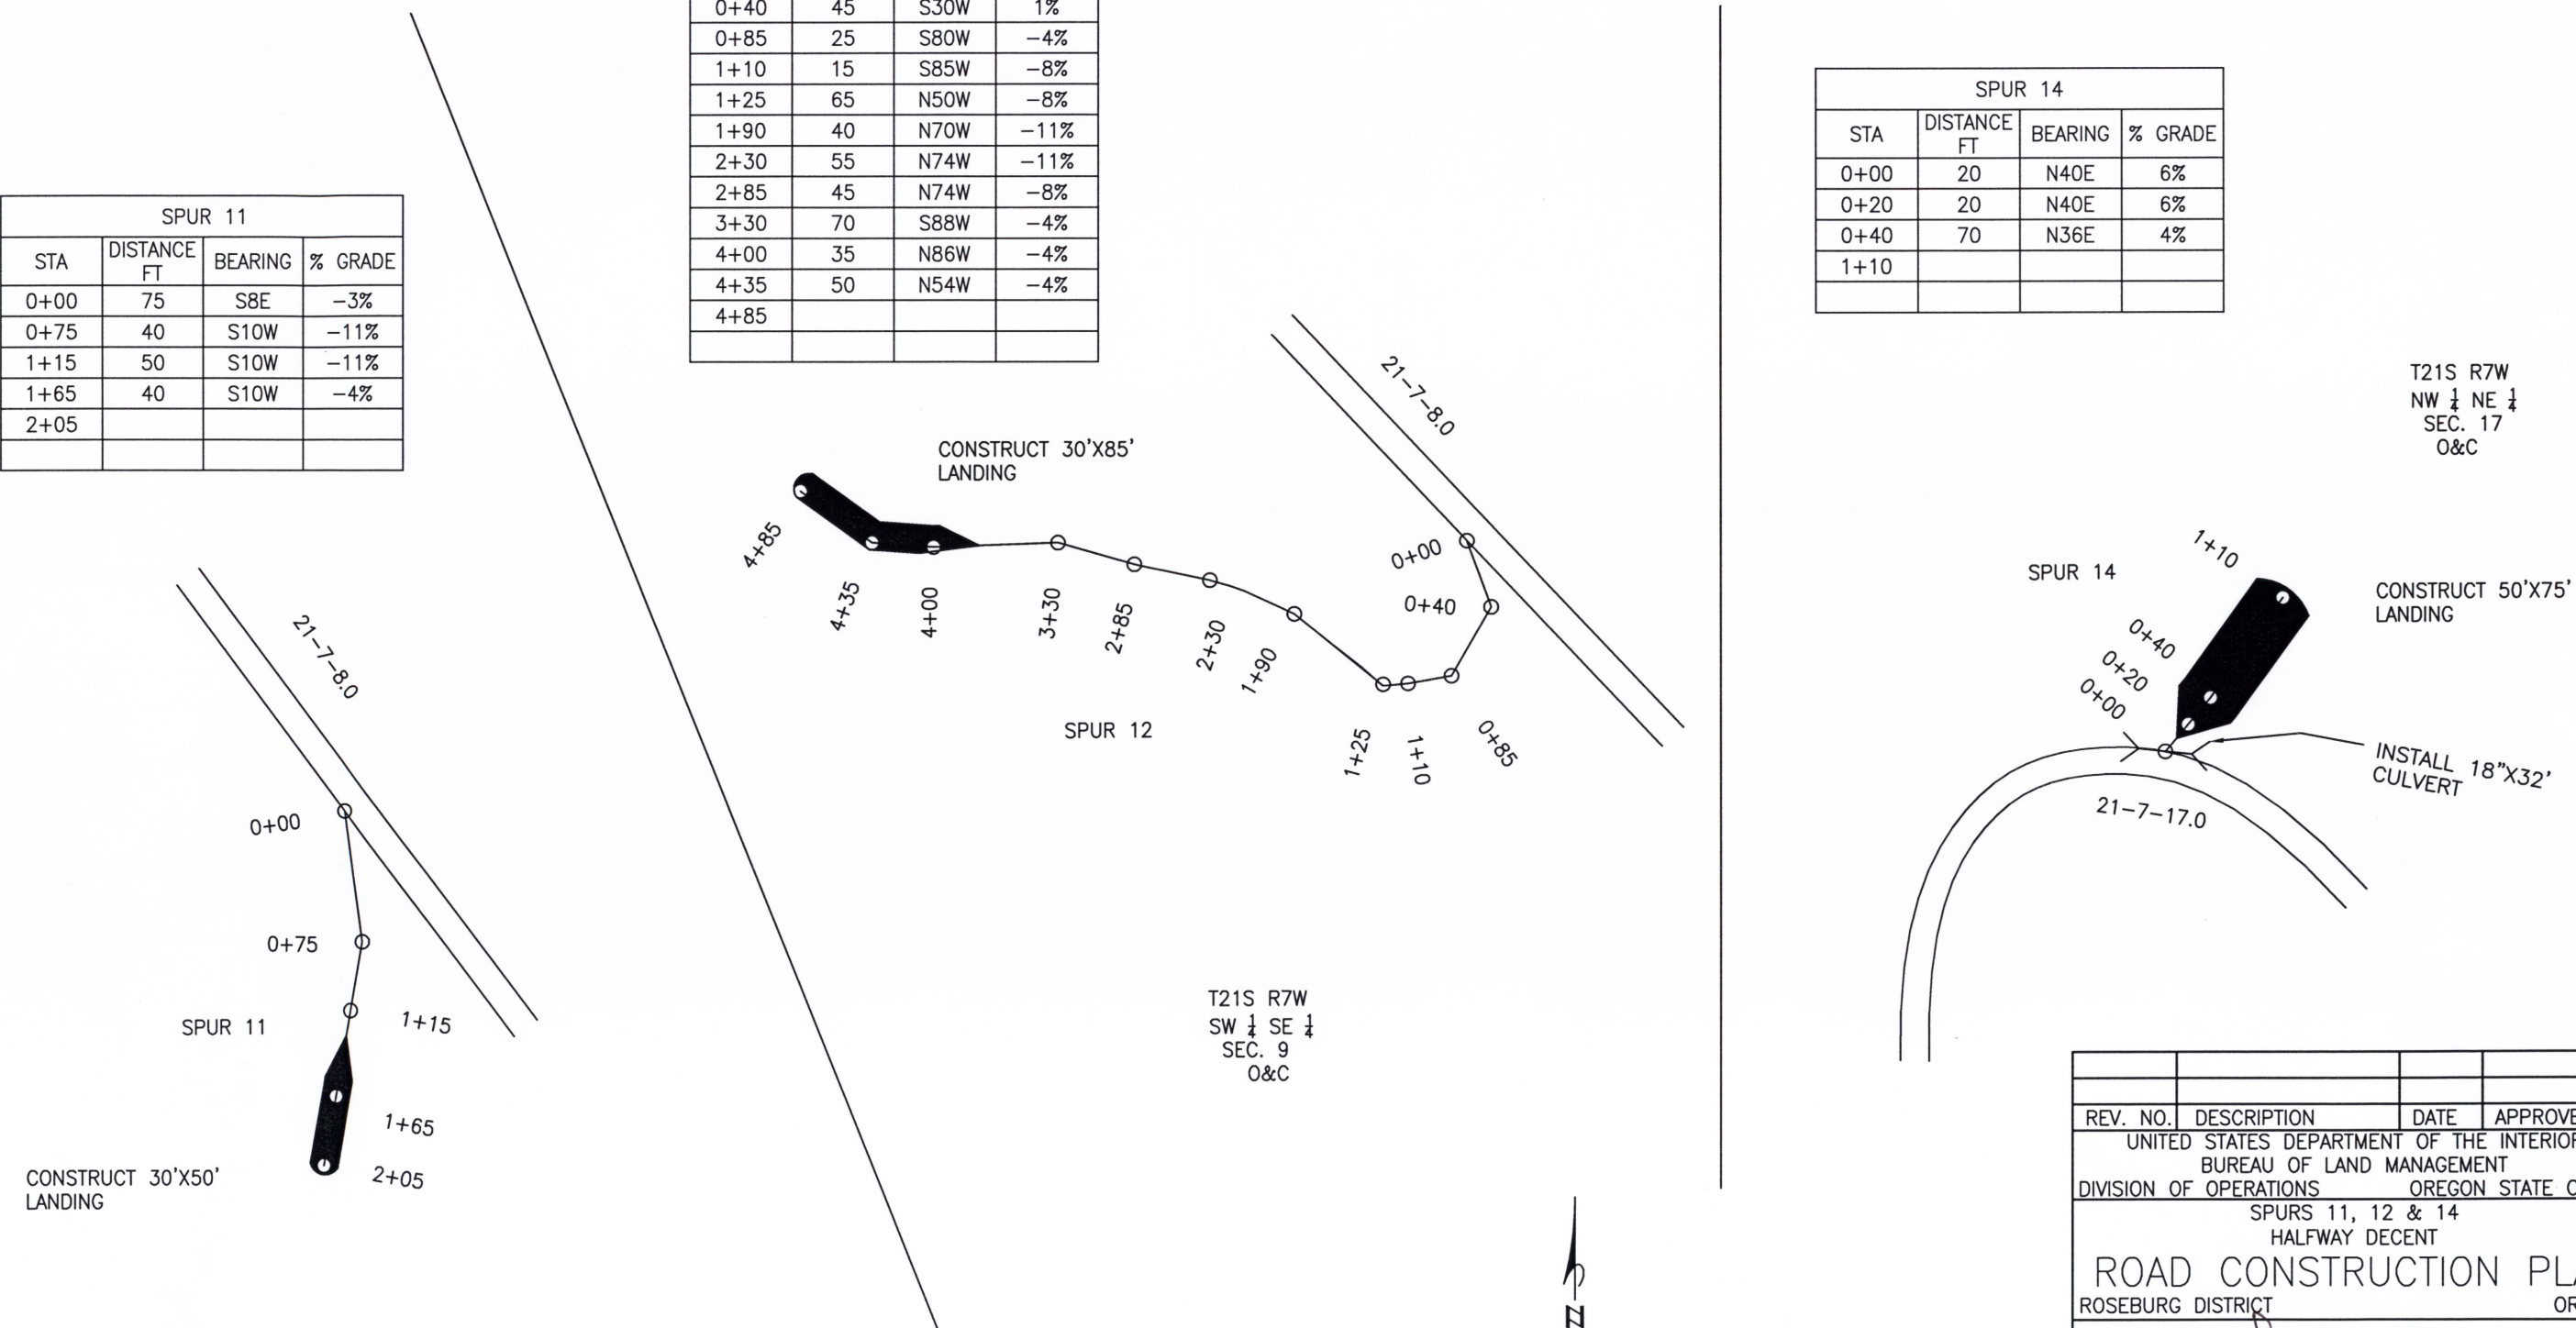 0+40 45 S30W 1%
0+85 25 S80W -4%
1+10 15 S85W -8%
1+25 65 N50W -8%
1+90 40 N70W -11%
2+30 55 N74W -11%
2+85 45 N74W -8%
3+30 70 S88W -4%
4+00 35 N86W -4%
4+35 50 N54W -4%
4+85
SPUR 11
STA DISTANCE FT BEARING % GRADE
0+00 75 S8E -3%
0+75 40 S10W -11%
1+15 50 S10W -11%
1+65 40 S10W -4%
2+05
SPUR 14
STA DISTANCE FT BEARING % GRADE
0+00 20 N40E 6%
0+20 20 N40E 6%
0+40 70 N36E 4%
1+10
T21S R7W
NW ¼ NE ¼
SEC. 17
O&C
21-7-8.0
0+00
0+75
SPUR 11
1+15
1+65
2+05
CONSTRUCT 30'X50'
LANDING
CONSTRUCT 30'X85'
LANDING
21-7-8.0
4+85
4+35
4+00
3+30
2+85
2+30
1+90
1+25
1+10
0+85
0+40
0+00
SPUR 12
T21S R7W
SW ¼ SE ¼
SEC. 9
O&C
SPUR 14
1+10
0+40
0+20
0+00
CONSTRUCT 50'X75'
LANDING
INSTALL 18"X32'
CULVERT
21-7-17.0
N
REV. NO. DESCRIPTION DATE APPROVE
UNITED STATES DEPARTMENT OF THE INTERIOR
BUREAU OF LAND MANAGEMENT
DIVISION OF OPERATIONS OREGON STATE O
SPURS 11, 12 & 14
HALFWAY DECENT
ROAD CONSTRUCTION PLA
ROSEBURG DISTRICT OR